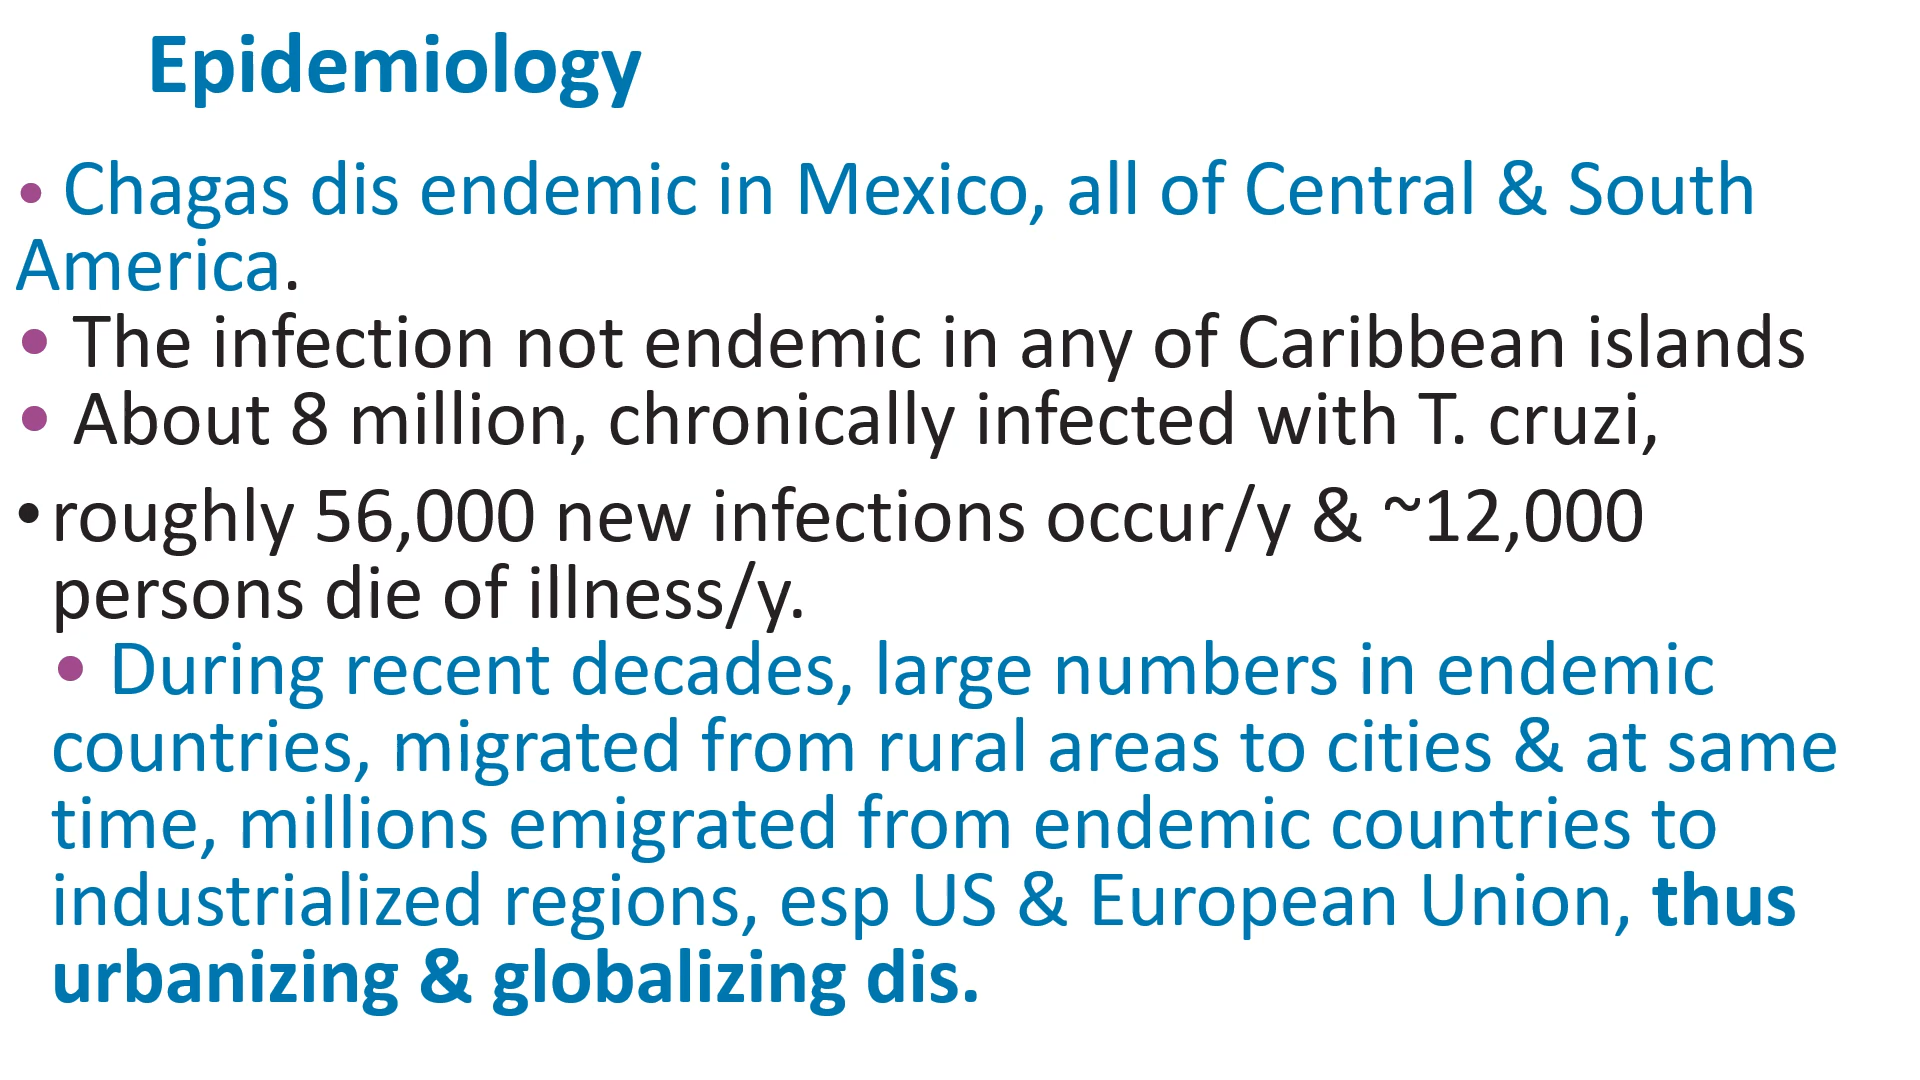 Epidemiology
• Chagas dis endemic in Mexico, all of Central & South
America.
• The infection not endemic in any of Caribbean islands
• About 8 million, chronically infected with T. cruzi,
• roughly 56,000 new infections occur/y & ~12,000
persons die of illness/y.
• During recent decades, large numbers in endemic
countries, migrated from rural areas to cities & at same
time, millions emigrated from endemic countries to
industrialized regions, esp US & European Union, thus
urbanizing & globalizing dis.